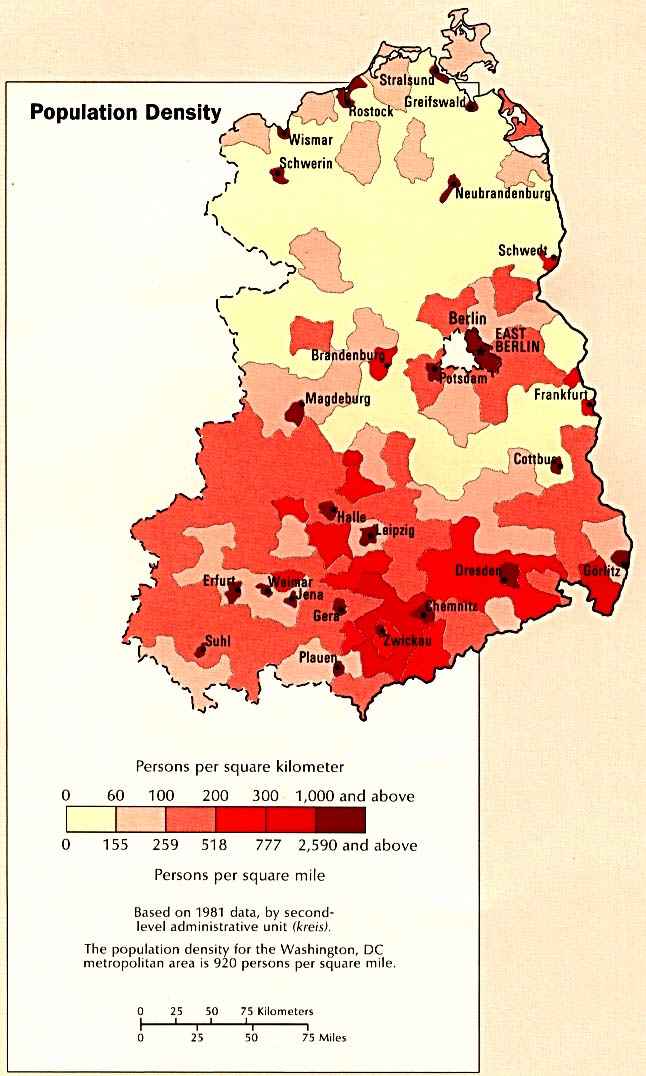 Population Density
Stralsund
Rostock
Greifswald
Wismar
Schwerin
Neubrandenburg
Schwedt
Berlin
EAST
BERLIN
Brandenburg
Potsdam
Magdeburg
Frankfurt
Cottbus
Halle
Leipzig
Dresden
Görlitz
Erfurt
Weimar
Jena
Gera
Chemnitz
Zwickau
Suhl
Plauen
Persons per square kilometer
0 60 100 200 300 1,000 and above
0 155 259 518 777 2,590 and above
Persons per square mile
Based on 1981 data, by second-
level administrative unit (kreis).
The population density for the Washington, DC
metropolitan area is 920 persons per square mile.
0 25 50 75 Kilometers
0 25 50 75 Miles